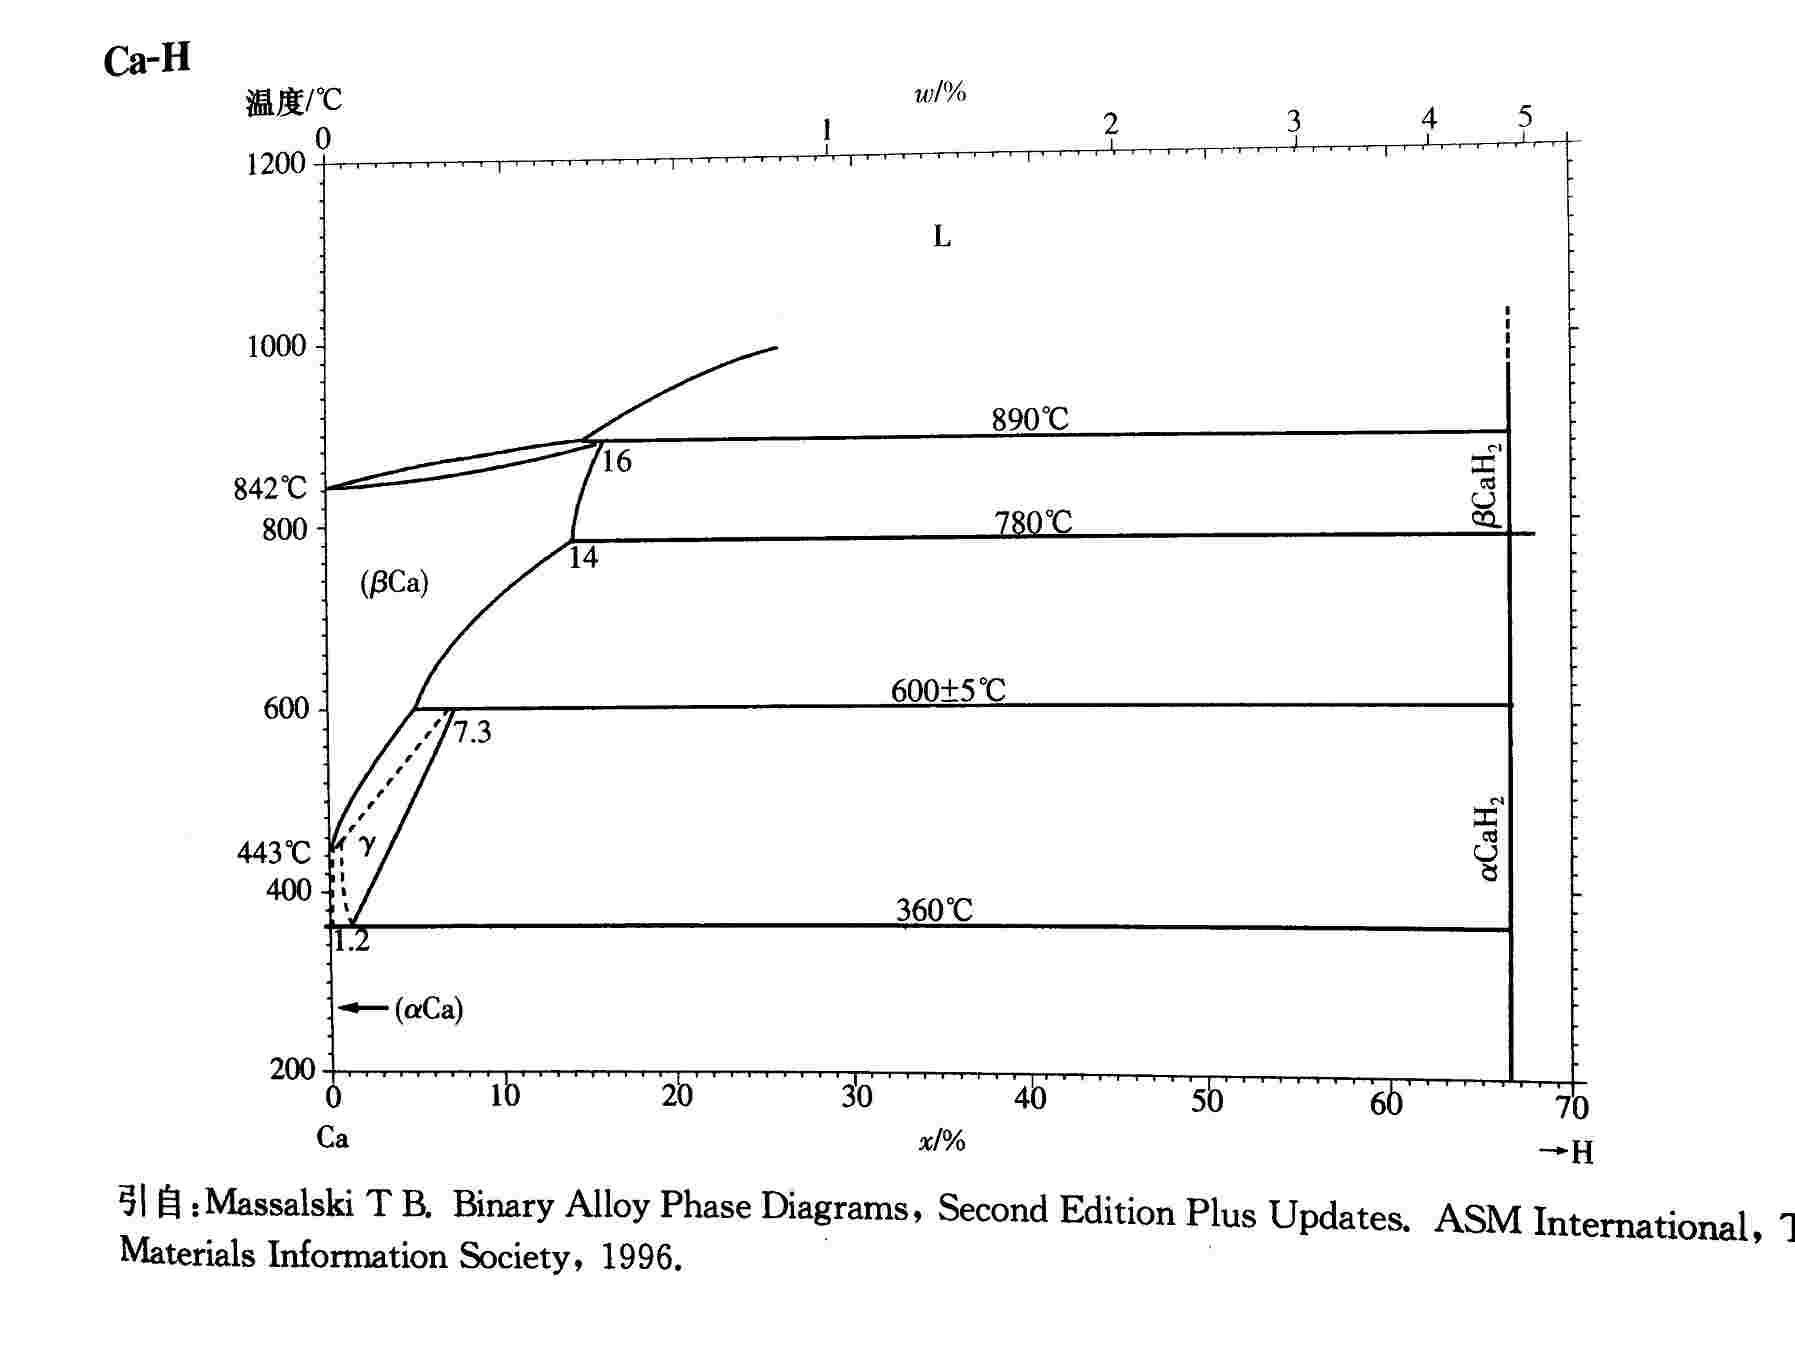 Ca-H
温度/℃
w/%
0 1 2 3 4 5
1200
L
1000
890℃
16
842℃
βCaH2
800
780℃
14
(βCa)
600±5℃
600
7.3
γ
443℃
αCaH2
400
360℃
1.2
(αCa)
200
0 10 20 30 40 50 60 70
Ca x/% →H
引自:Massalski T B. Binary Alloy Phase Diagrams, Second Edition Plus Updates. ASM International, T
Materials Information Society, 1996.